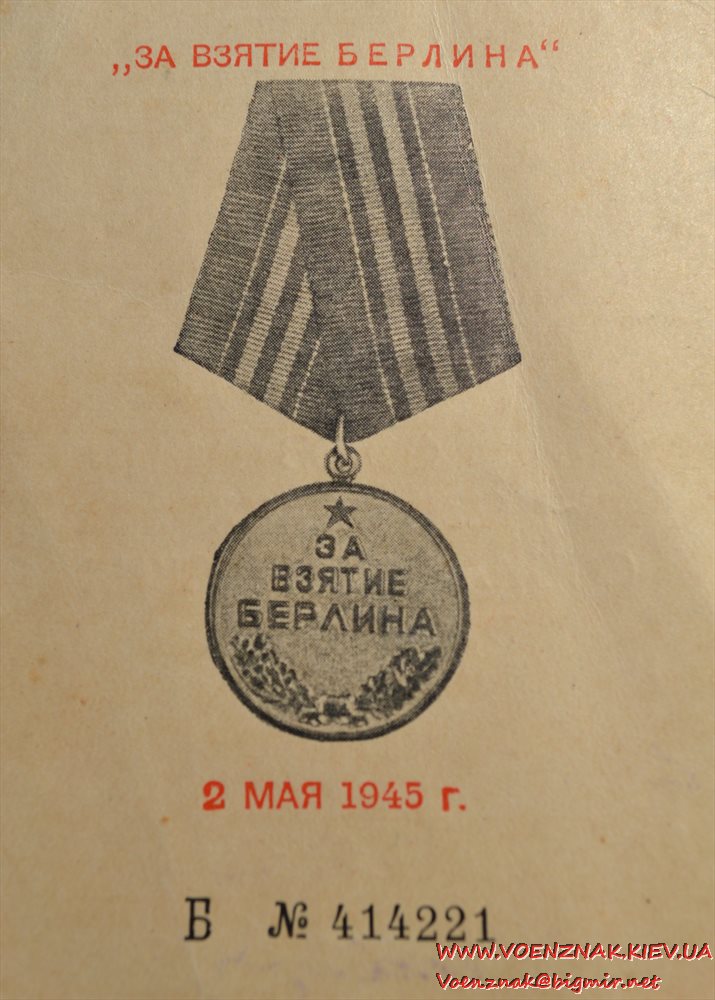 „ЗА ВЗЯТИЕ БЕРЛИНА“
ЗА
ВЗЯТИЕ
БЕРЛИНА
2 МАЯ 1945 г.
Б № 414221
WWW.VOENZNAK.KIEV.UA
Voenznak@bigmir.net